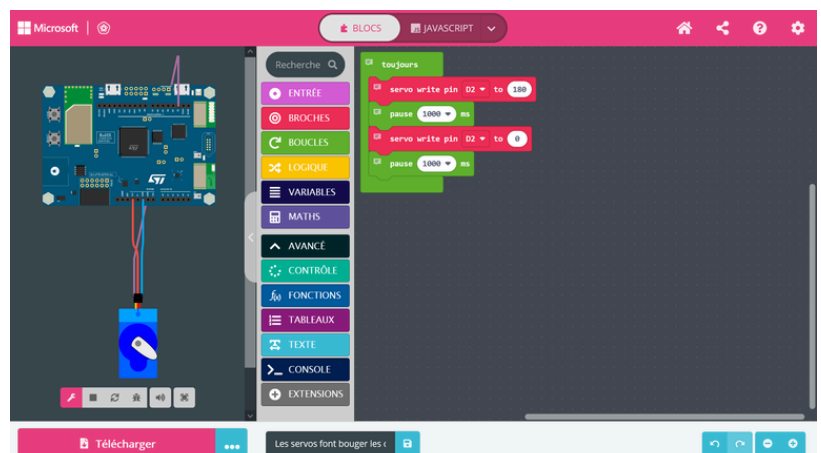 Microsoft
BLOCS
JAVASCRIPT
Recherche
ENTRÉE
BROCHES
BOUCLES
LOGIQUE
VARIABLES
MATHS
AVANCÉ
CONTRÔLE
FONCTIONS
TABLEAUX
TEXTE
CONSOLE
EXTENSIONS
toujours
servo write pin D2 to 180
pause 1000 ms
servo write pin D2 to 0
pause 1000 ms
Télécharger
Les servos font bouger les